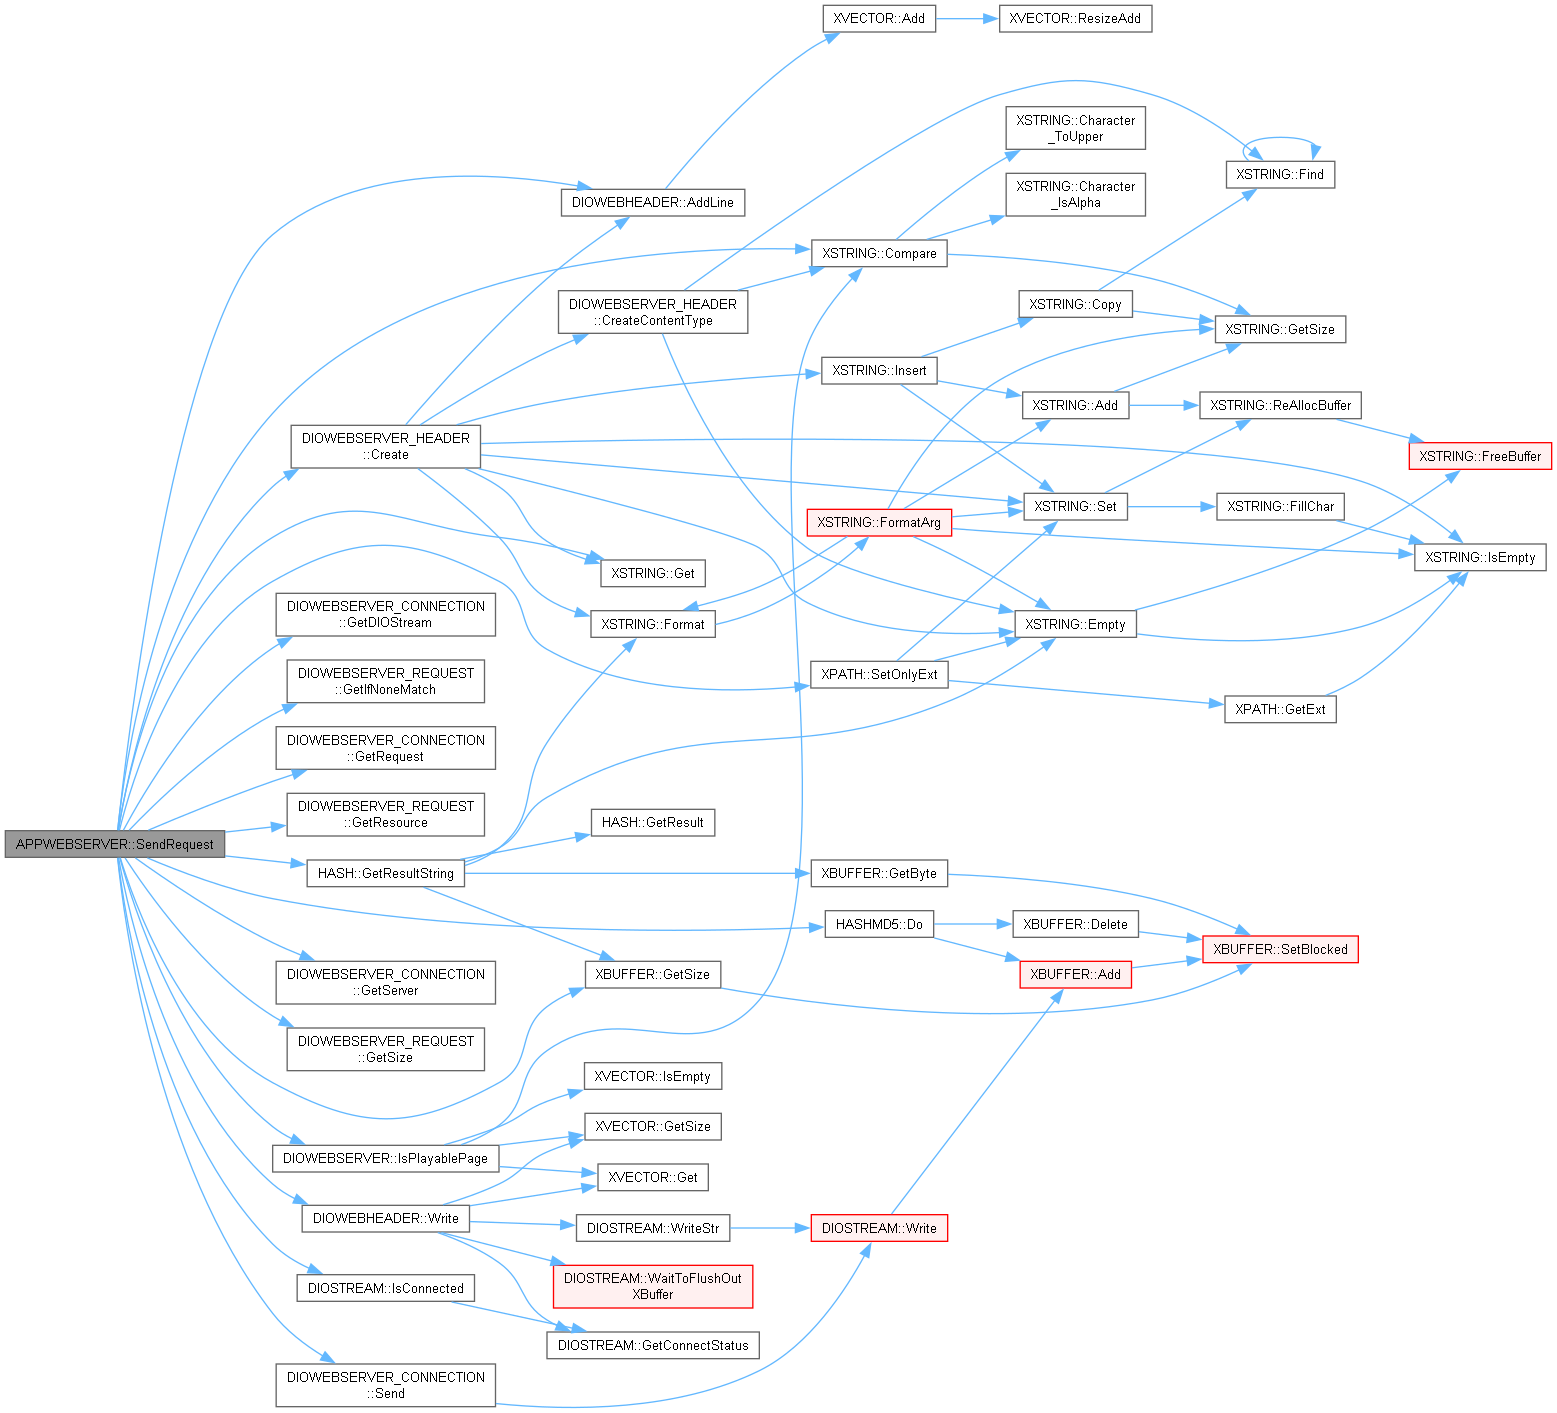 XVECTOR::Add
XVECTOR::ResizeAdd
XSTRING::Character
_ToUpper
XSTRING::Find
XSTRING::Character
_IsAlpha
DIOWEBHEADER::AddLine
XSTRING::Compare
DIOWEBSERVER_HEADER
::CreateContentType
XSTRING::Copy
XSTRING::GetSize
XSTRING::Insert
XSTRING::Add
XSTRING::ReAllocBuffer
DIOWEBSERVER_HEADER
::Create
XSTRING::FreeBuffer
XSTRING::Set
XSTRING::FillChar
XSTRING::FormatArg
XSTRING::IsEmpty
XSTRING::Get
DIOWEBSERVER_CONNECTION
::GetDIOStream
XSTRING::Format
XSTRING::Empty
DIOWEBSERVER_REQUEST
::GetIfNoneMatch
XPATH::SetOnlyExt
XPATH::GetExt
DIOWEBSERVER_CONNECTION
::GetRequest
DIOWEBSERVER_REQUEST
::GetResource
HASH::GetResult
APPWEBSERVER::SendRequest
HASH::GetResultString
XBUFFER::GetByte
HASHMD5::Do
XBUFFER::Delete
XBUFFER::SetBlocked
DIOWEBSERVER_CONNECTION
::GetServer
XBUFFER::GetSize
XBUFFER::Add
DIOWEBSERVER_REQUEST
::GetSize
XVECTOR::IsEmpty
XVECTOR::GetSize
DIOWEBSERVER::IsPlayablePage
XVECTOR::Get
DIOWEBHEADER::Write
DIOSTREAM::WriteStr
DIOSTREAM::Write
DIOSTREAM::WaitToFlushOut
XBuffer
DIOSTREAM::IsConnected
DIOSTREAM::GetConnectStatus
DIOWEBSERVER_CONNECTION
::Send